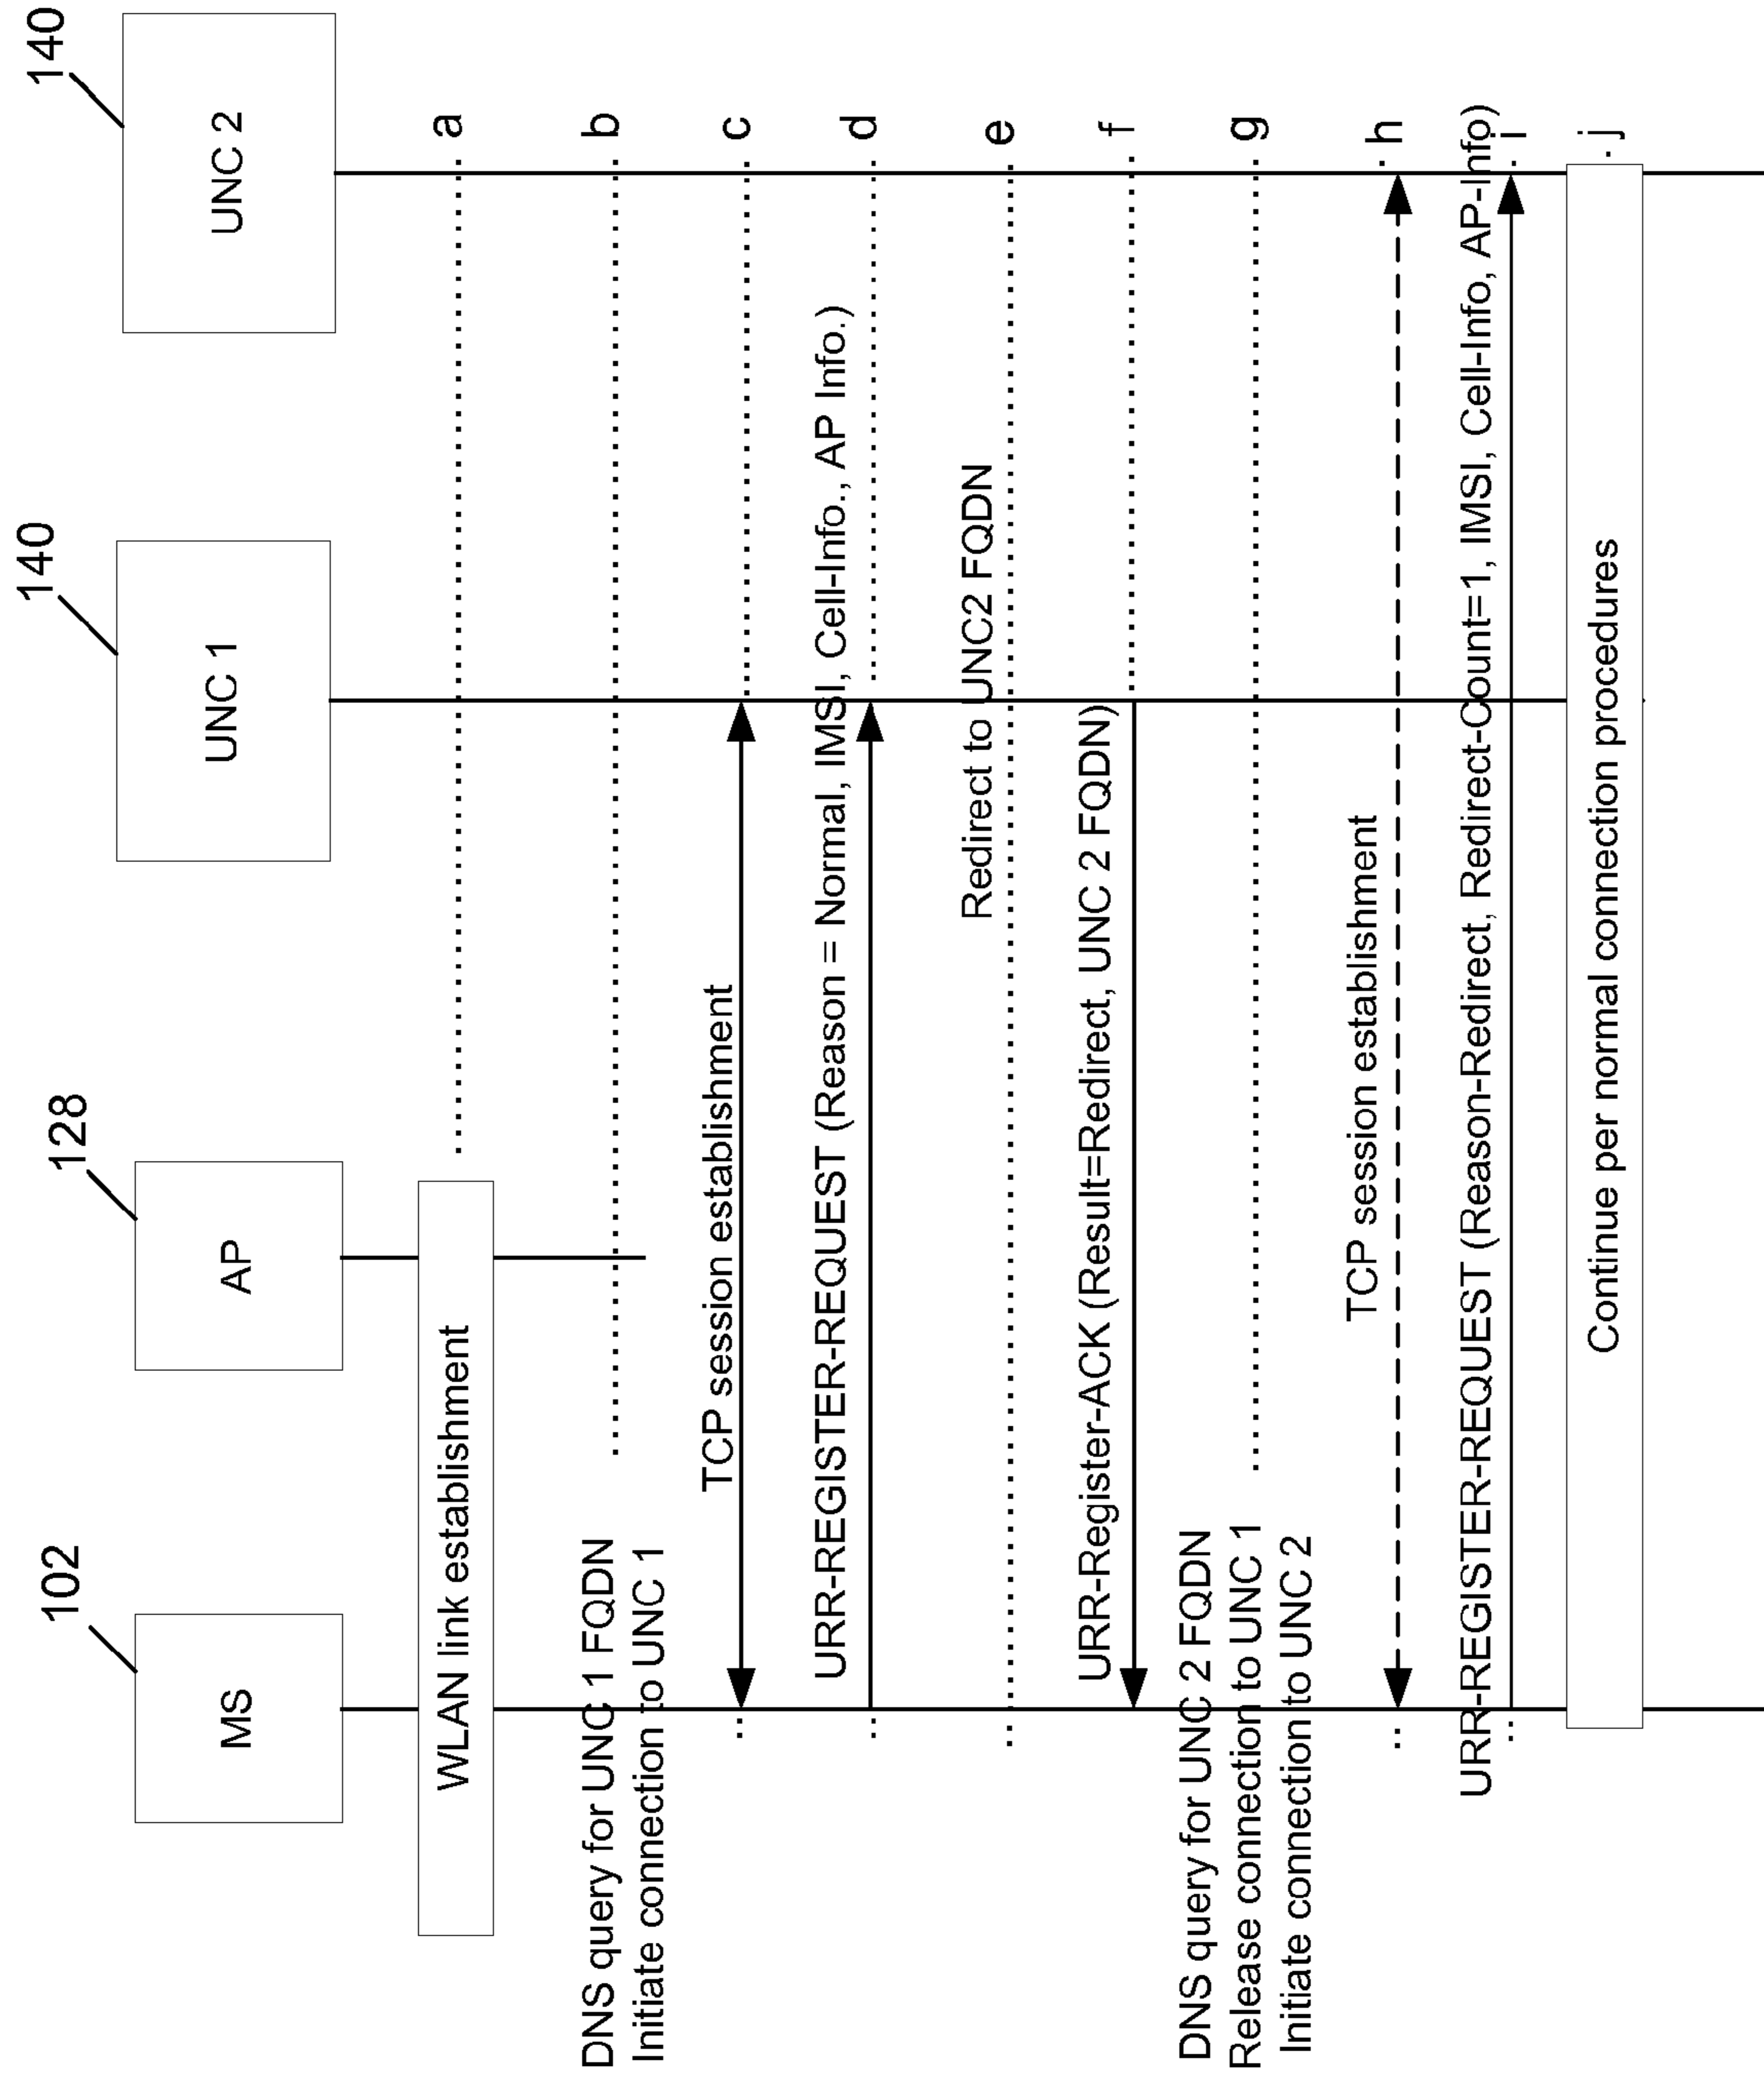 102
128
140
140
MS
AP
UNC 1
UNC 2
WLAN link establishment
a
DNS query for UNC 1 FQDN
Initiate connection to UNC 1
b
TCP session establishment
c
URR-REGISTER-REQUEST (Reason = Normal, IMSI, Cell-Info., AP Info.)
d
Redirect to UNC2 FQDN
e
URR-Register-ACK (Result=Redirect, UNC 2 FQDN)
f
DNS query for UNC 2 FQDN
Release connection to UNC 1
Initiate connection to UNC 2
g
TCP session establishment
h
URR-REGISTER-REQUEST (Reason-Redirect, Redirect-Count=1, IMSI, Cell-Info, AP-Info)
i
Continue per normal connection procedures
j